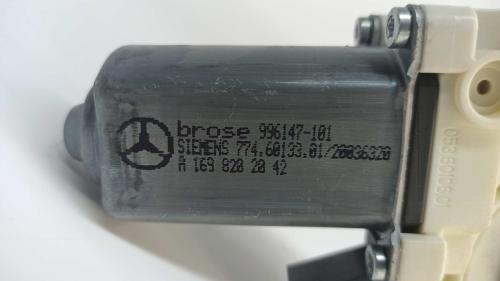 brose 996147-101
SIEMENS 774.60133.01/20036320
A 169 820 20 42